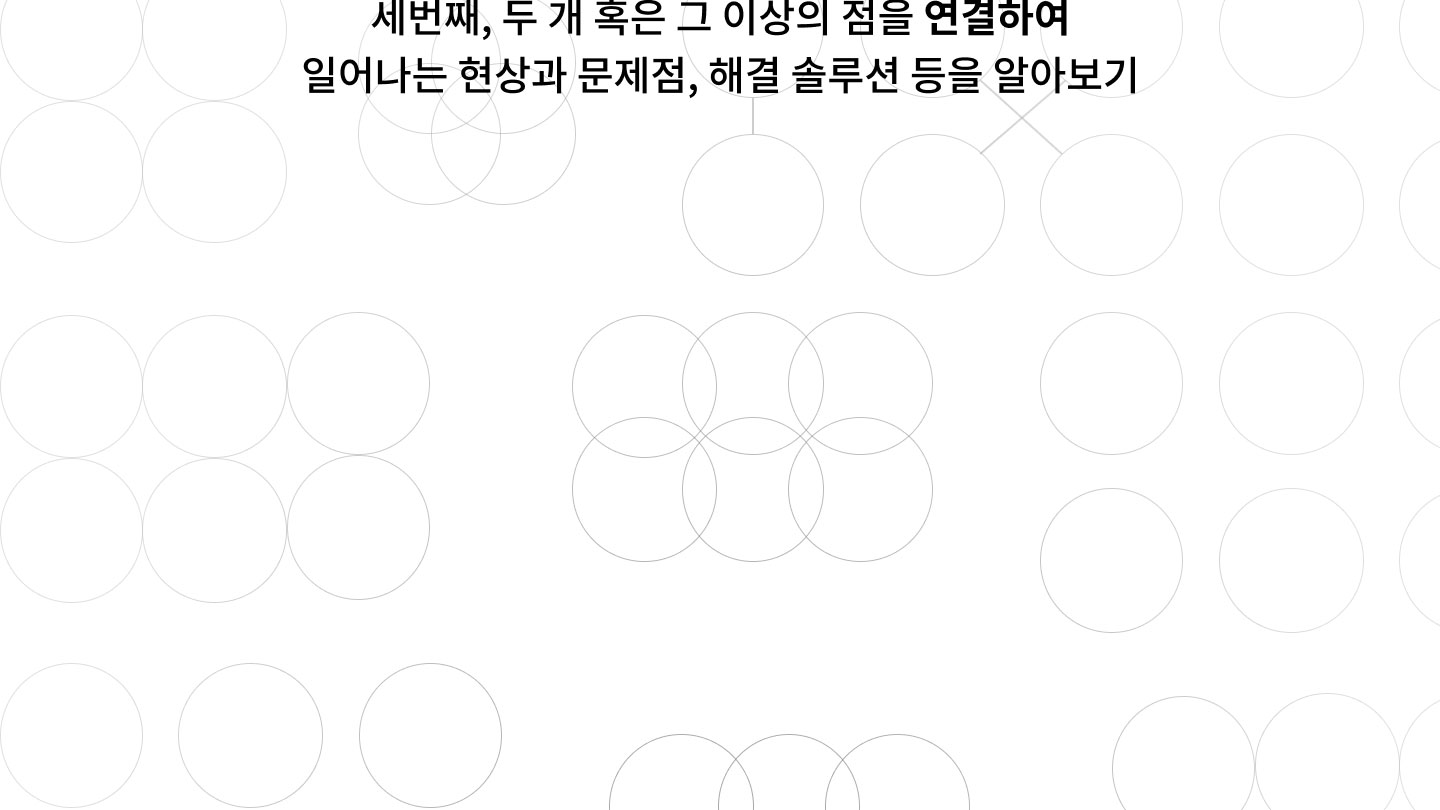 세번째, 두 개 혹은 그 이상의 점을 연결하여
일어나는 현상과 문제점, 해결 솔루션 등을 알아보기